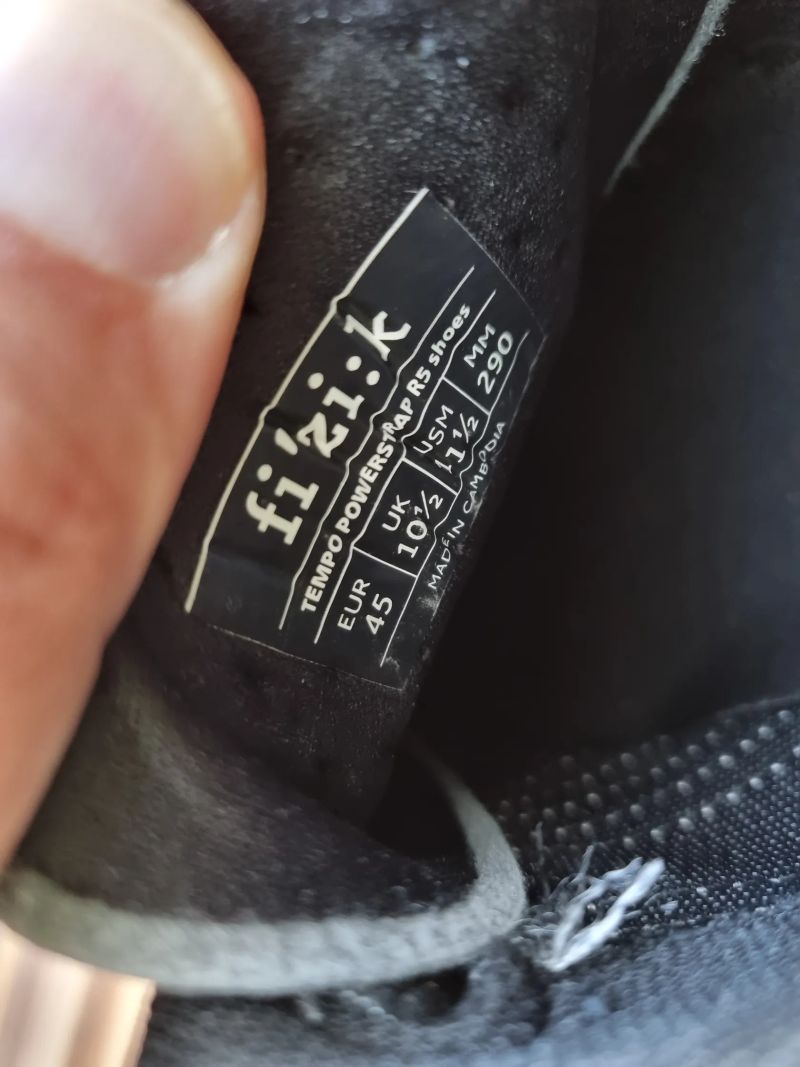 fi'zi:k
TEMPO POWERSTRAP R5 shoes
EUR UK USM MM
45 10½ 11½ 290
MADE IN CAMBODIA